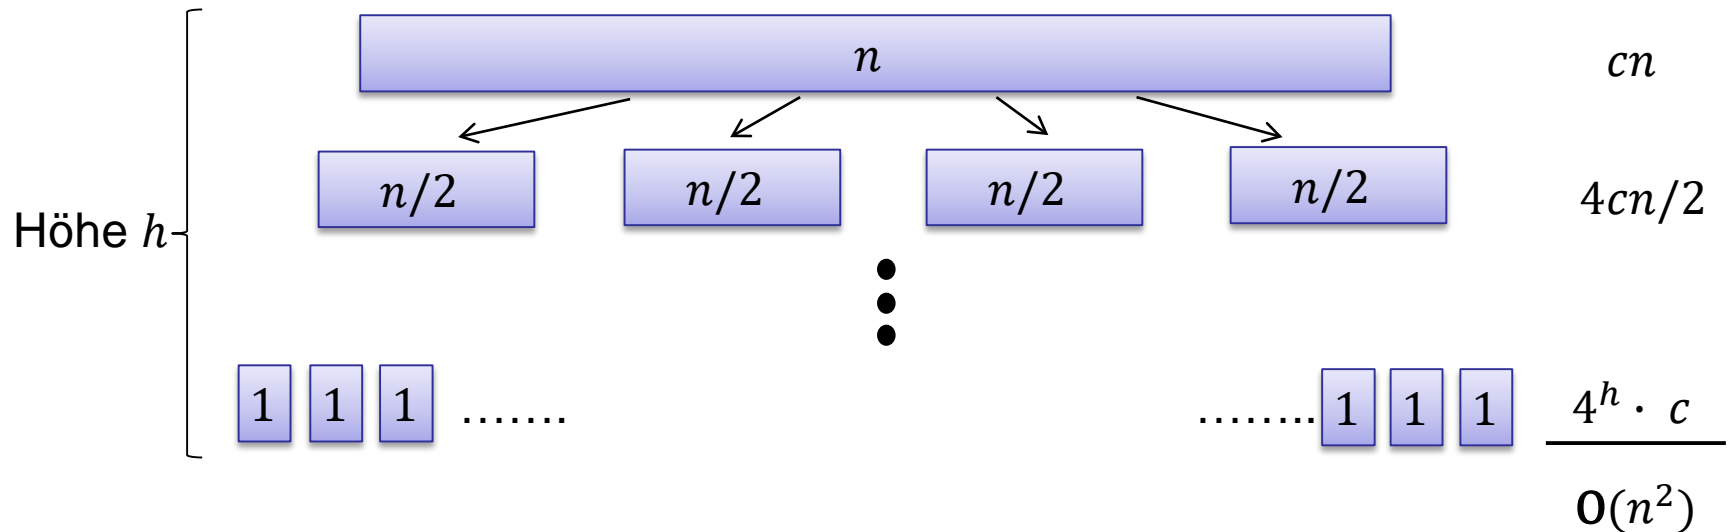 n cn
n/2 n/2 n/2 n/2 4cn/2
Höhe h
1 1 1 ....... ........ 1 1 1 4^h · c
O(n^2)